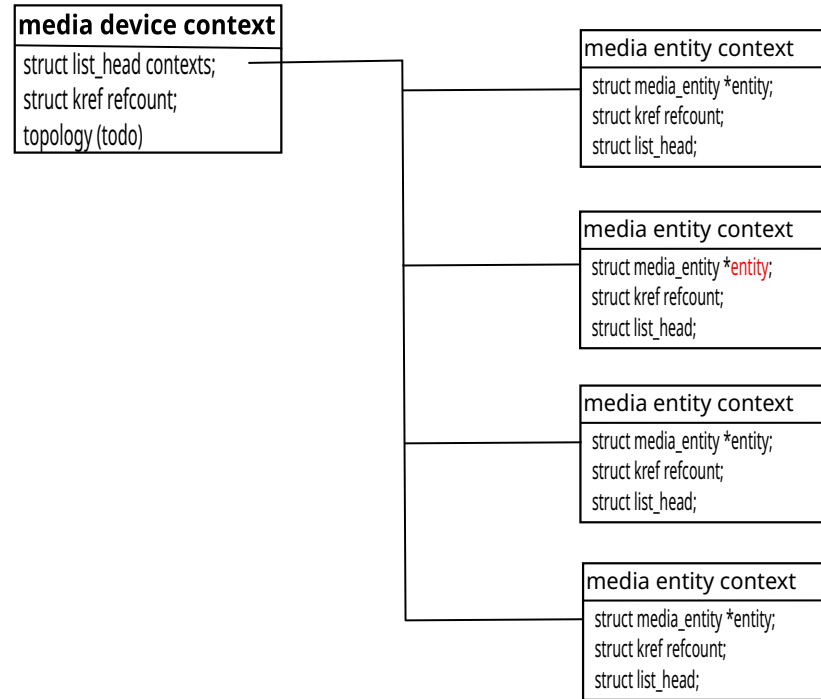 media device context
struct list_head contexts;
struct kref refcount;
topology (todo)
media entity context
struct media_entity *entity;
struct kref refcount;
struct list_head;
media entity context
struct media_entity *entity;
struct kref refcount;
struct list_head;
media entity context
struct media_entity *entity;
struct kref refcount;
struct list_head;
media entity context
struct media_entity *entity;
struct kref refcount;
struct list_head;